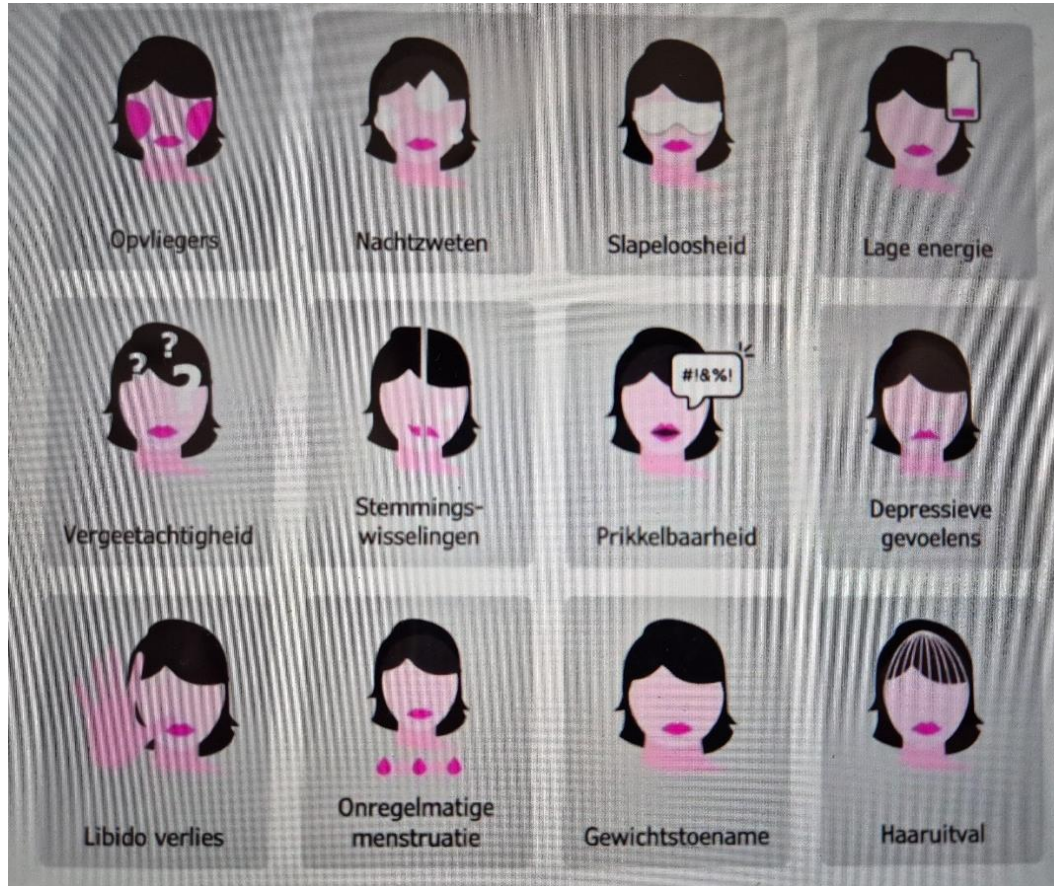 Opvliegers
Nachtzweten
Slapeloosheid
Lage energie
? ? ?
Vergeetachtigheid
Stemmings-
wisselingen
#!&%!
Prikkelbaarheid
Depressieve
gevoelens
Libido verlies
Onregelmatige
menstruatie
Gewichtstoename
Haaruitval